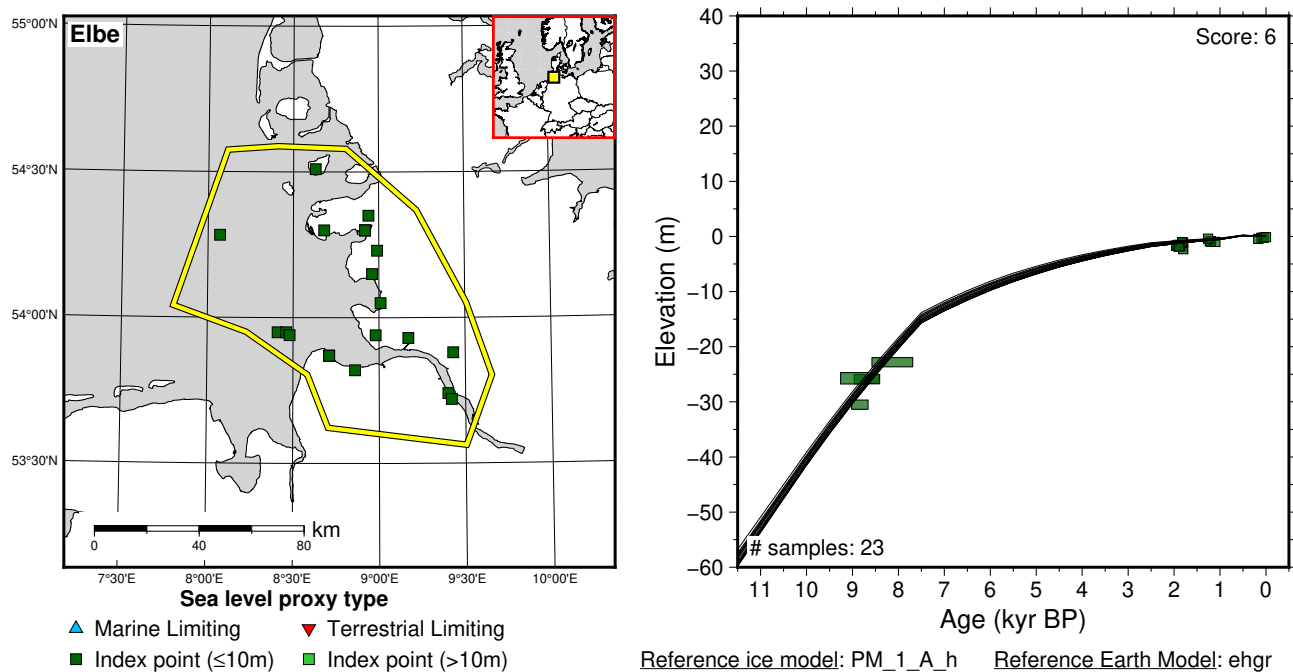 Elbe
55°00'N
54°30'N
54°00'N
53°30'N
km
0 40 80
7°30'E 8°00'E 8°30'E 9°00'E 9°30'E 10°00'E
Sea level proxy type
Marine Limiting Terrestrial Limiting
Index point (≤10m) Index point (>10m)
Score: 6
40
30
20
10
0
−10
−20
−30
−40
−50
−60
Elevation (m)
# samples: 23
11 10 9 8 7 6 5 4 3 2 1 0
Age (kyr BP)
Reference ice model: PM_1_A_h Reference Earth Model: ehgr